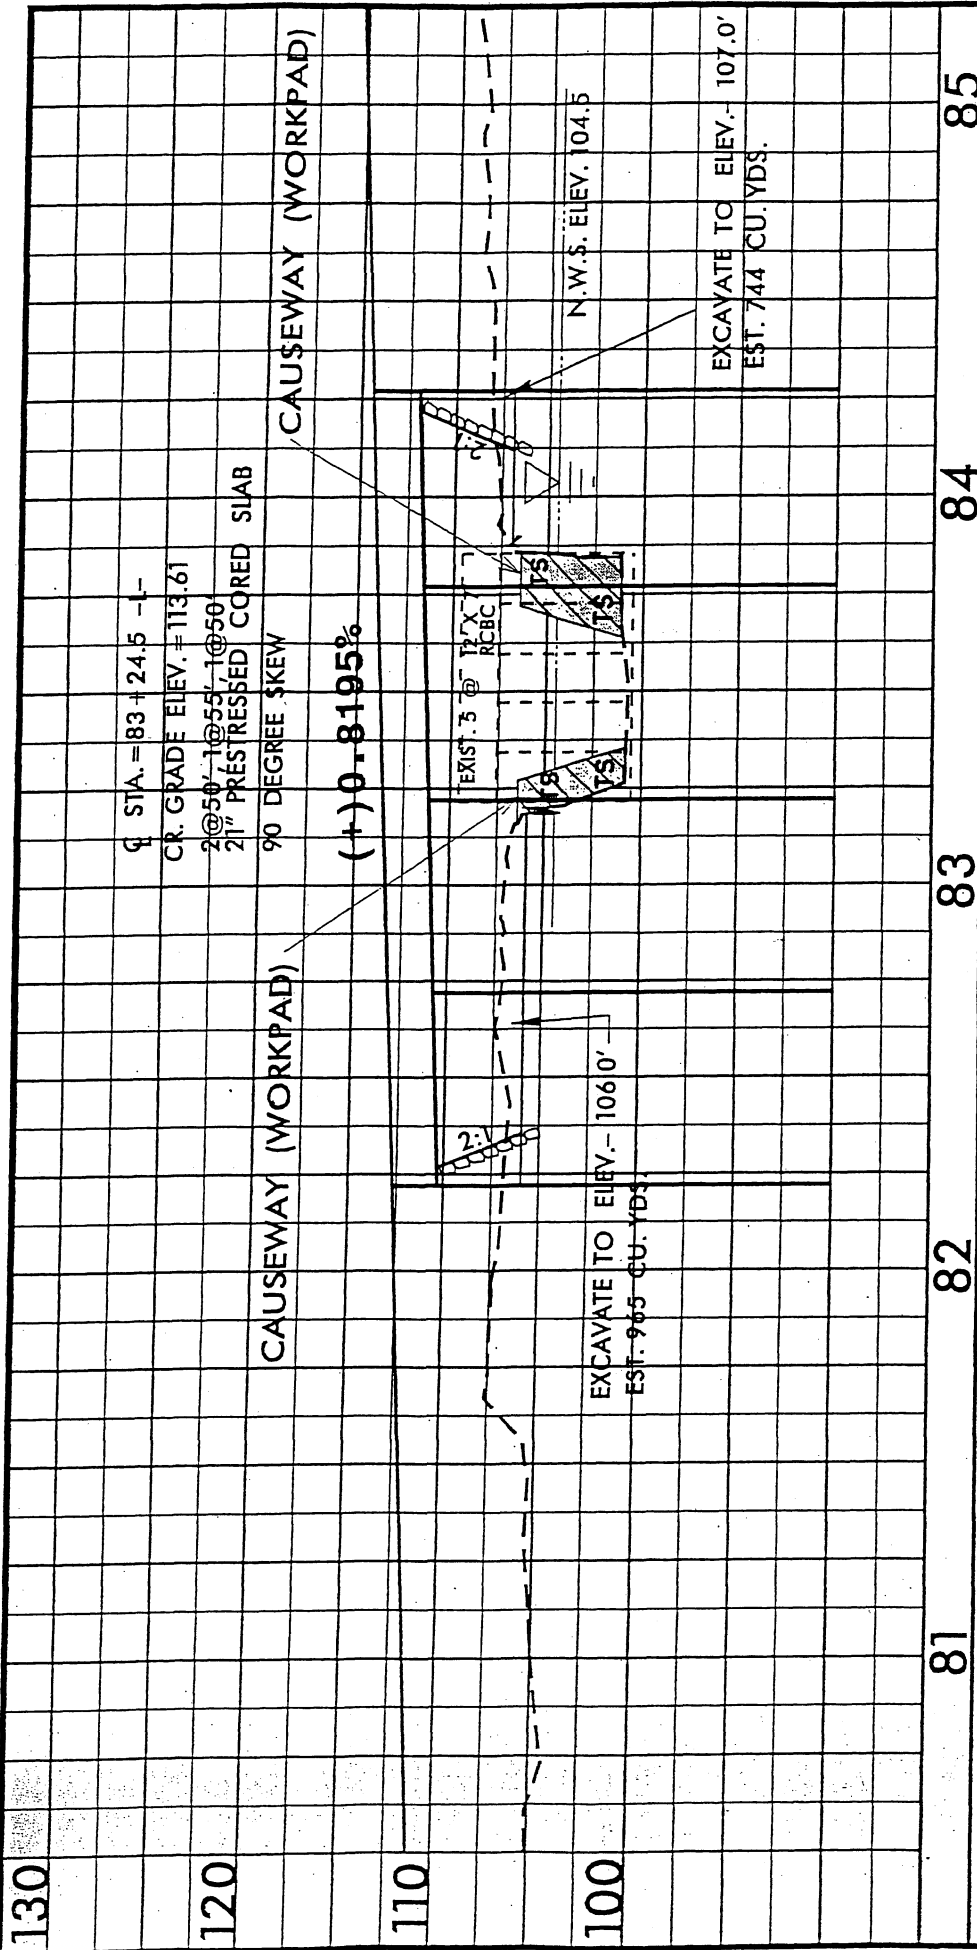 130
120
110
100
℄ STA. = 83 + 24.5 -L-
CR. GRADE ELEV. = 113.61
2@50', 1@55', 1@50'
21" PRESTRESSED CORED SLAB
90 DEGREE SKEW
(+)0.8195%
CAUSEWAY (WORKPAD)
CAUSEWAY (WORKPAD)
EXIST. 5 @ 12' X 7'
RCBC
2:1
2:1
TS
TS
TS
TS
N.W.S. ELEV. 104.5
EXCAVATE TO ELEV.- 106.0'
EST. 965 CU. YDS.
EXCAVATE TO ELEV.- 107.0'
EST. 744 CU. YDS.
81
82
83
84
85